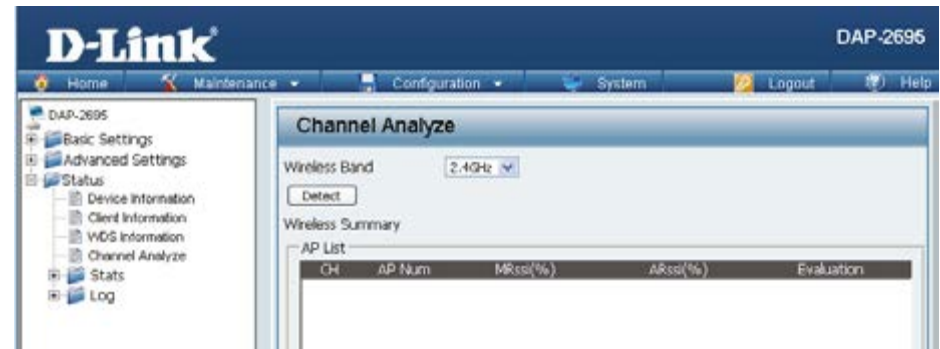 D-Link
DAP-2695
Home Maintenance Configuration System Logout Help
DAP-2695
Basic Settings
Advanced Settings
Status
Device Information
Client Information
WDS Information
Channel Analyze
Stats
Log
Channel Analyze
Wireless Band 2.4GHz
Detect
Wireless Summary
AP List
CH AP Num MRssi(%) ARssi(%) Evaluation